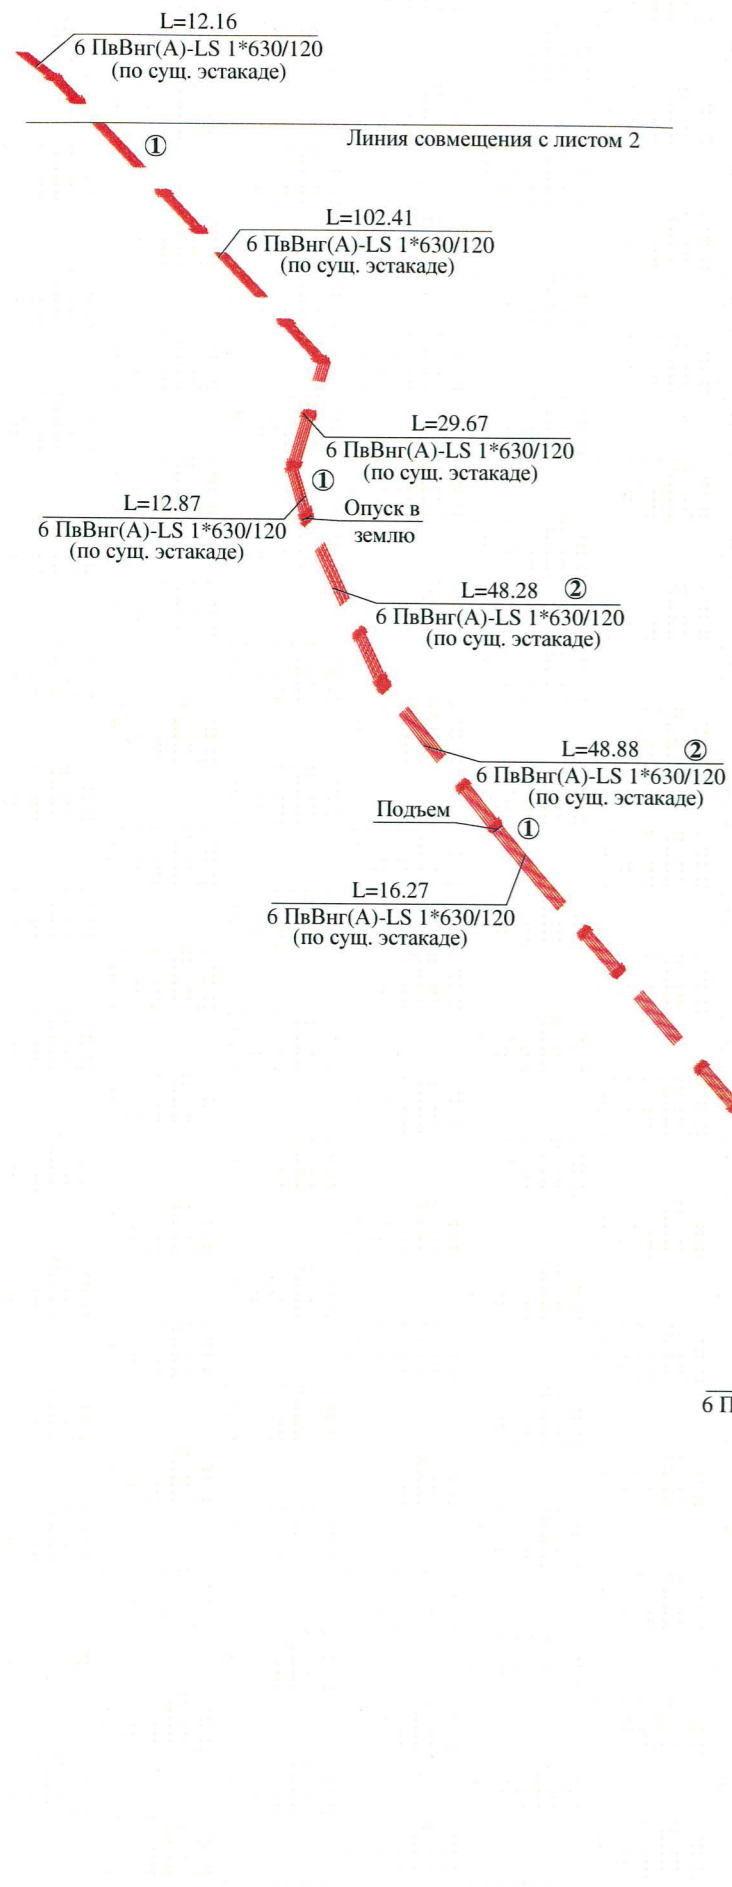 L=12.16
6 ПвВнг(А)-LS 1*630/120
(по сущ. эстакаде)
Линия совмещения с листом 2
①
L=102.41
6 ПвВнг(А)-LS 1*630/120
(по сущ. эстакаде)
L=29.67
6 ПвВнг(А)-LS 1*630/120
(по сущ. эстакаде)
①
L=12.87
6 ПвВнг(А)-LS 1*630/120
(по сущ. эстакаде)
Опуск в
землю
L=48.28 ②
6 ПвВнг(А)-LS 1*630/120
(по сущ. эстакаде)
L=48.88 ②
6 ПвВнг(А)-LS 1*630/120
(по сущ. эстакаде)
Подъем
①
L=16.27
6 ПвВнг(А)-LS 1*630/120
(по сущ. эстакаде)
6 П